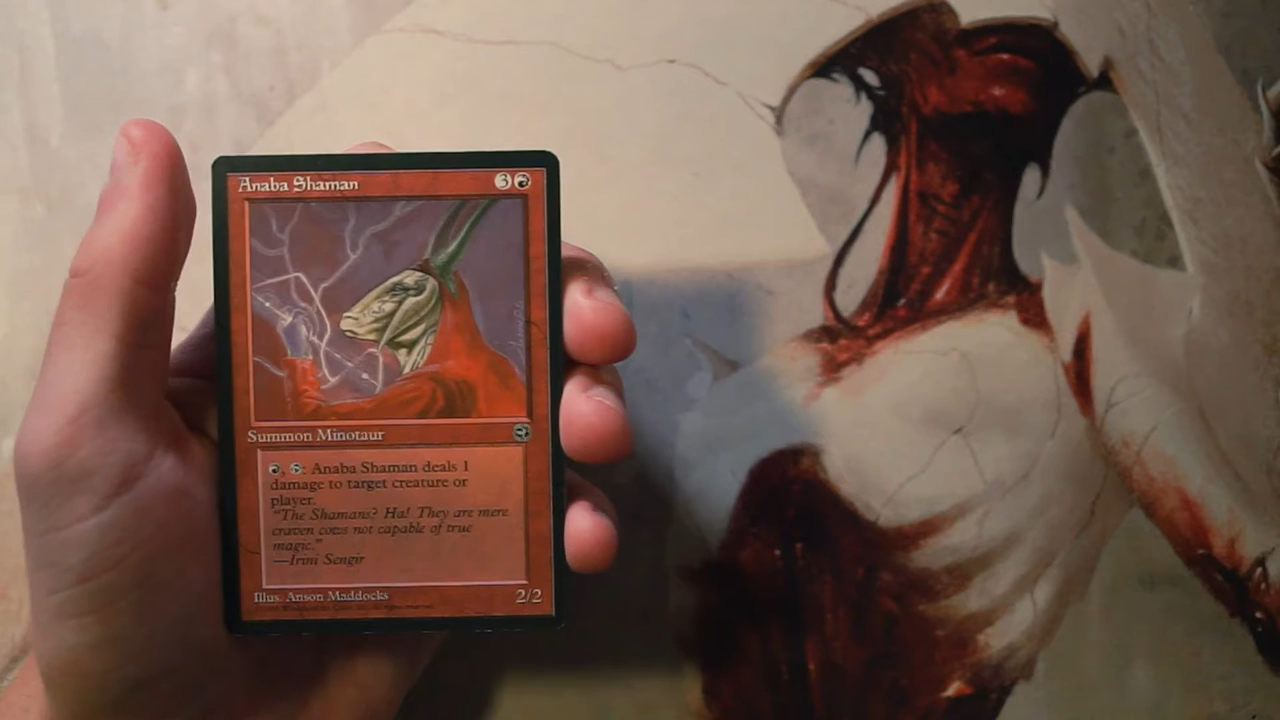 Anaba Shaman 3
Summon Minotaur
, : Anaba Shaman deals 1
damage to target creature or
player.
"The Shamans? Ha! They are mere
craven cows not capable of true
magic."
—Irini Sengir
Illus. Anson Maddocks 2/2